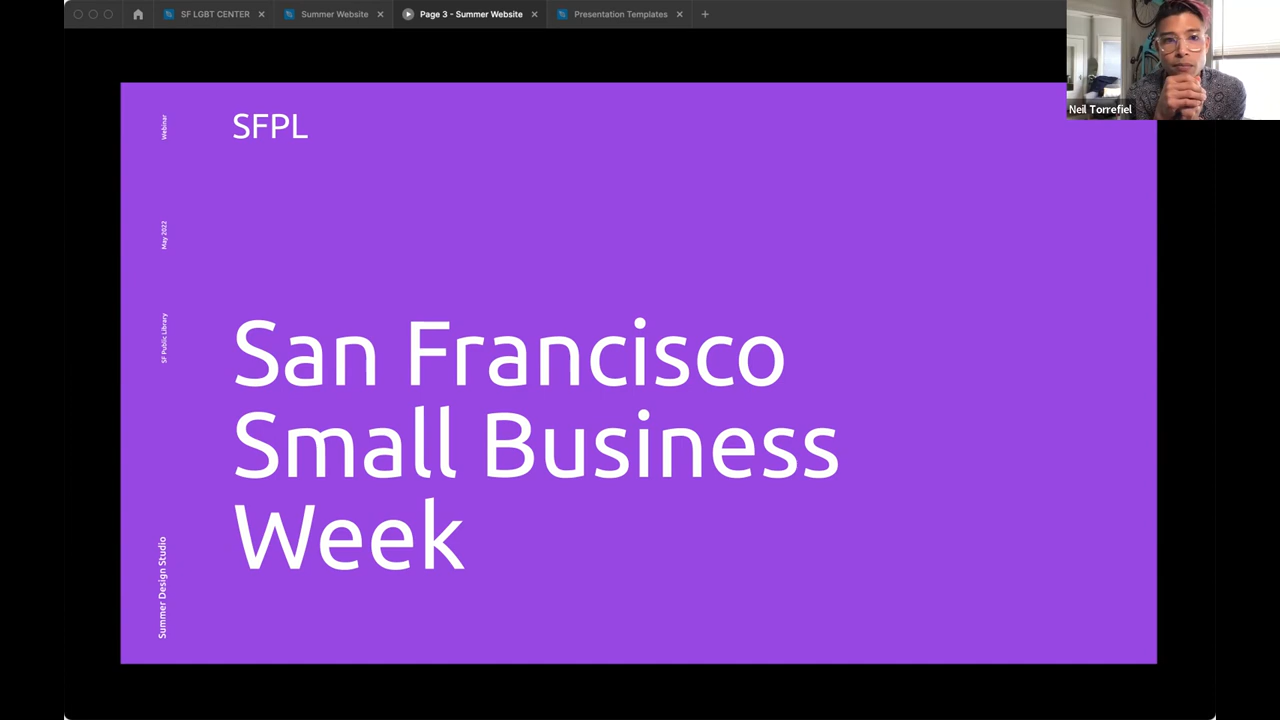 SF LGBT CENTER
Summer Website
Page 3 - Summer Website
Presentation Templates
Neil Torrefiel
Webinar
SFPL
May 2022
SF Public Library
San Francisco
Small Business
Week
Summer Design Studio